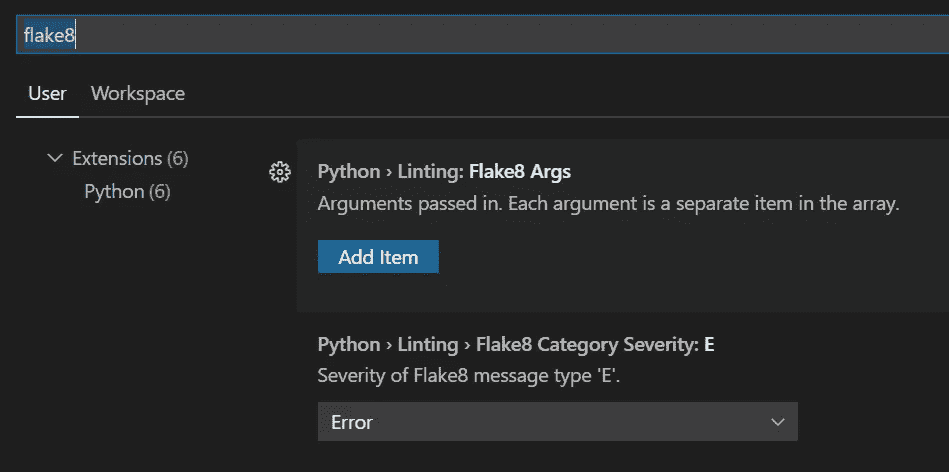 flake8
User Workspace
Extensions (6)
Python (6)
Python › Linting: Flake8 Args
Arguments passed in. Each argument is a separate item in the array.
Add Item
Python › Linting › Flake8 Category Severity: E
Severity of Flake8 message type 'E'.
Error